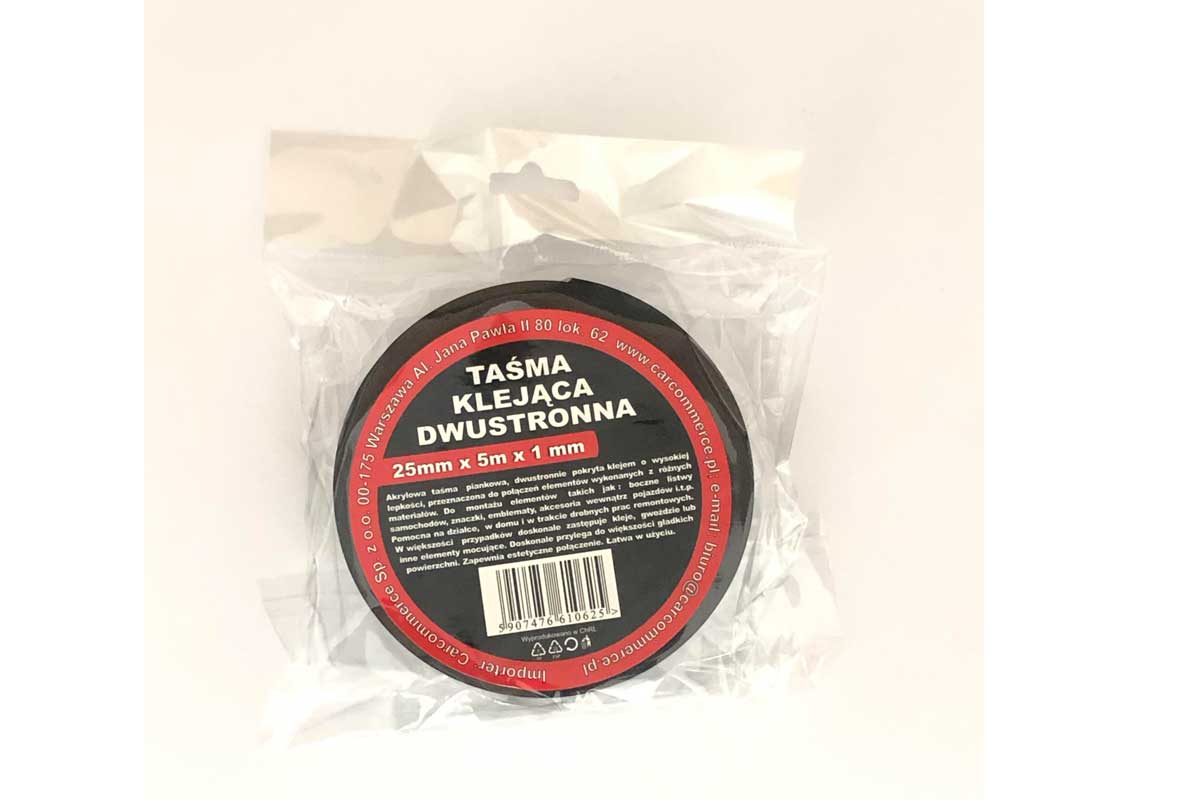 Importer: Carcommerce Sp z o.o. 00-175 Warszawa Al. Jana Pawła II 80 lok. 62 www.carcommerce.pl; e-mail: biuro@carcommerce.pl
TAŚMA
KLEJĄCA
DWUSTRONNA
25mm x 5m x 1 mm
Akrylowa taśma piankowa, dwustronnie pokryta klejem o wysokiej
lepkości, przeznaczona do połączeń elementów wykonanych z różnych
materiałów. Do montażu elementów takich jak : boczne listwy
samochodów, znaczki, emblematy, akcesoria wewnątrz pojazdów i.t.p.
Pomocna na działce, w domu i w trakcie drobnych prac remontowych.
W większości przypadków doskonale zastępuje kleje, gwoździe lub
inne elementy mocujące. Doskonale przylega do większości gładkich
powierzchni. Zapewnia estetyczne połączenie. Łatwa w użyciu.
5907476610625>
Wyprodukowano w ChRL